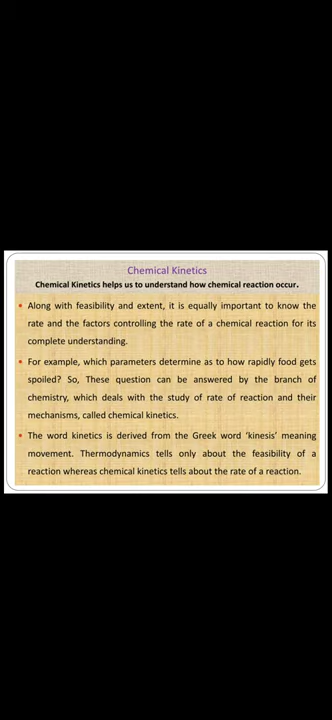 Chemical Kinetics
Chemical Kinetics helps us to understand how chemical reaction occur.
• Along with feasibility and extent, it is equally important to know the
rate and the factors controlling the rate of a chemical reaction for its
complete understanding.
• For example, which parameters determine as to how rapidly food gets
spoiled? So, These question can be answered by the branch of
chemistry, which deals with the study of rate of reaction and their
mechanisms, called chemical kinetics.
• The word kinetics is derived from the Greek word ‘kinesis’ meaning
movement. Thermodynamics tells only about the feasibility of a
reaction whereas chemical kinetics tells about the rate of a reaction.